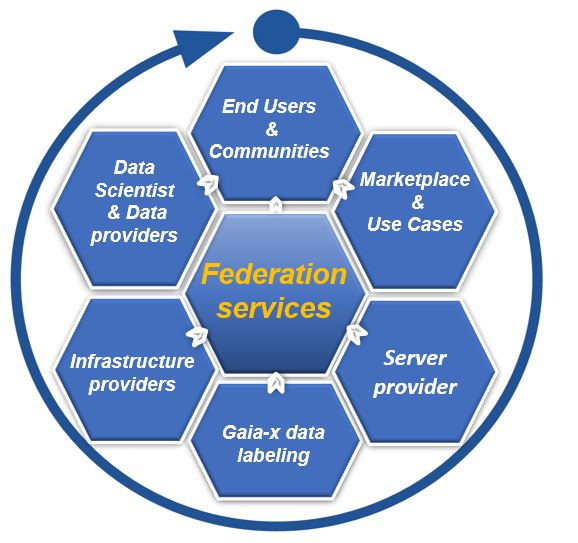 End Users
&
Communities
Data
Scientist
& Data
providers
Marketplace
&
Use Cases
Federation
services
Infrastructure
providers
Server
provider
Gaia-x data
labeling